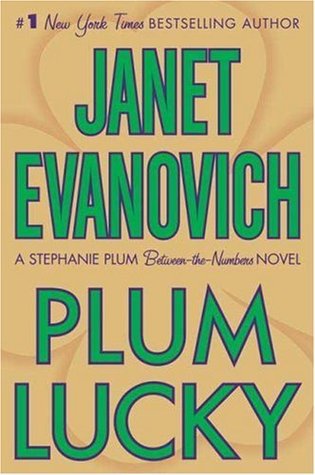 #1 New York Times BESTSELLING AUTHOR
JANET
EVANOVICH
A STEPHANIE PLUM Between-the-Numbers NOVEL
PLUM
LUCKY